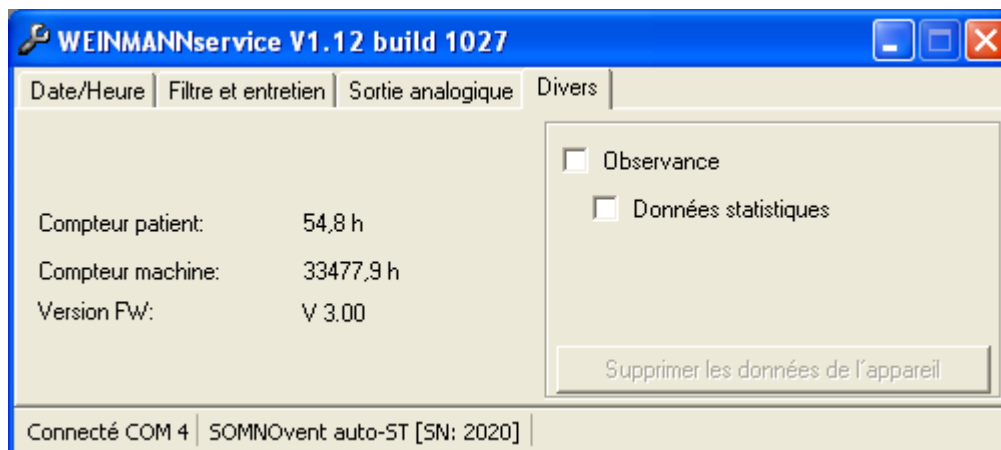 WEINMANNservice V1.12 build 1027
Date/Heure Filtre et entretien Sortie analogique Divers
Observance
Données statistiques
Compteur patient: 54,8 h
Compteur machine: 33477,9 h
Version FW: V 3.00
Supprimer les données de l´appareil
Connecté COM 4 SOMNOvent auto-ST [SN: 2020]